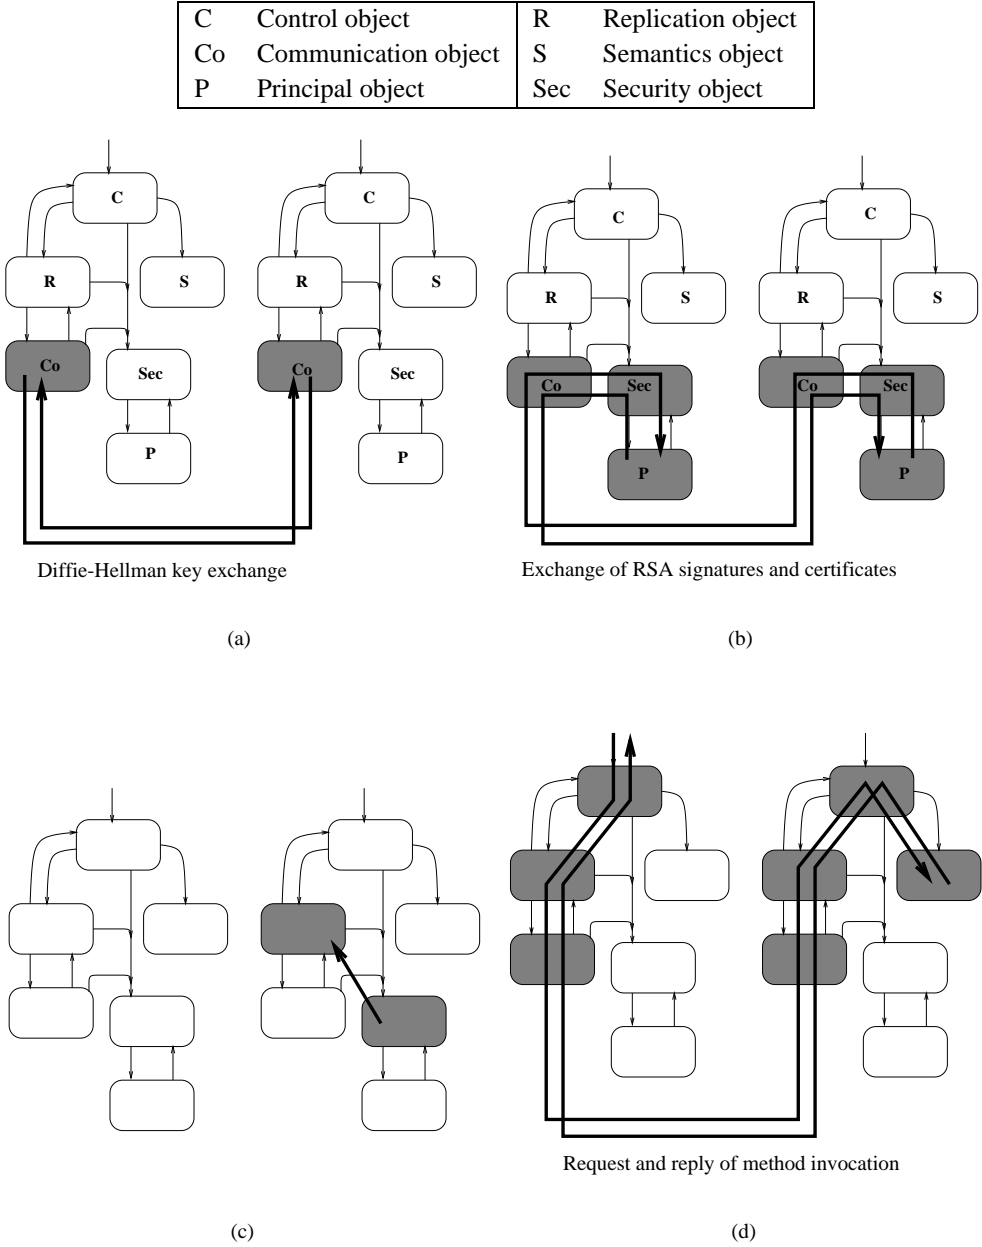 C Control object R Replication object
Co Communication object S Semantics object
P Principal object Sec Security object
C C
C C
R S R S
R S R S
Co Co
Sec Sec
Co Sec Co Sec
P P
P P
Diffie-Hellman key exchange
Exchange of RSA signatures and certificates
(a)
(b)
Request and reply of method invocation
(c)
(d)